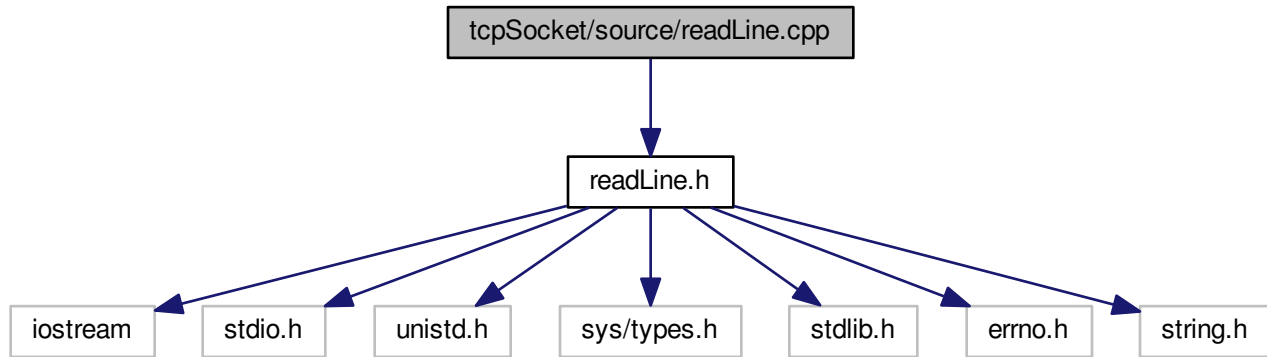 tcpSocket/source/readLine.cpp
readLine.h
iostream
stdio.h
unistd.h
sys/types.h
stdlib.h
errno.h
string.h